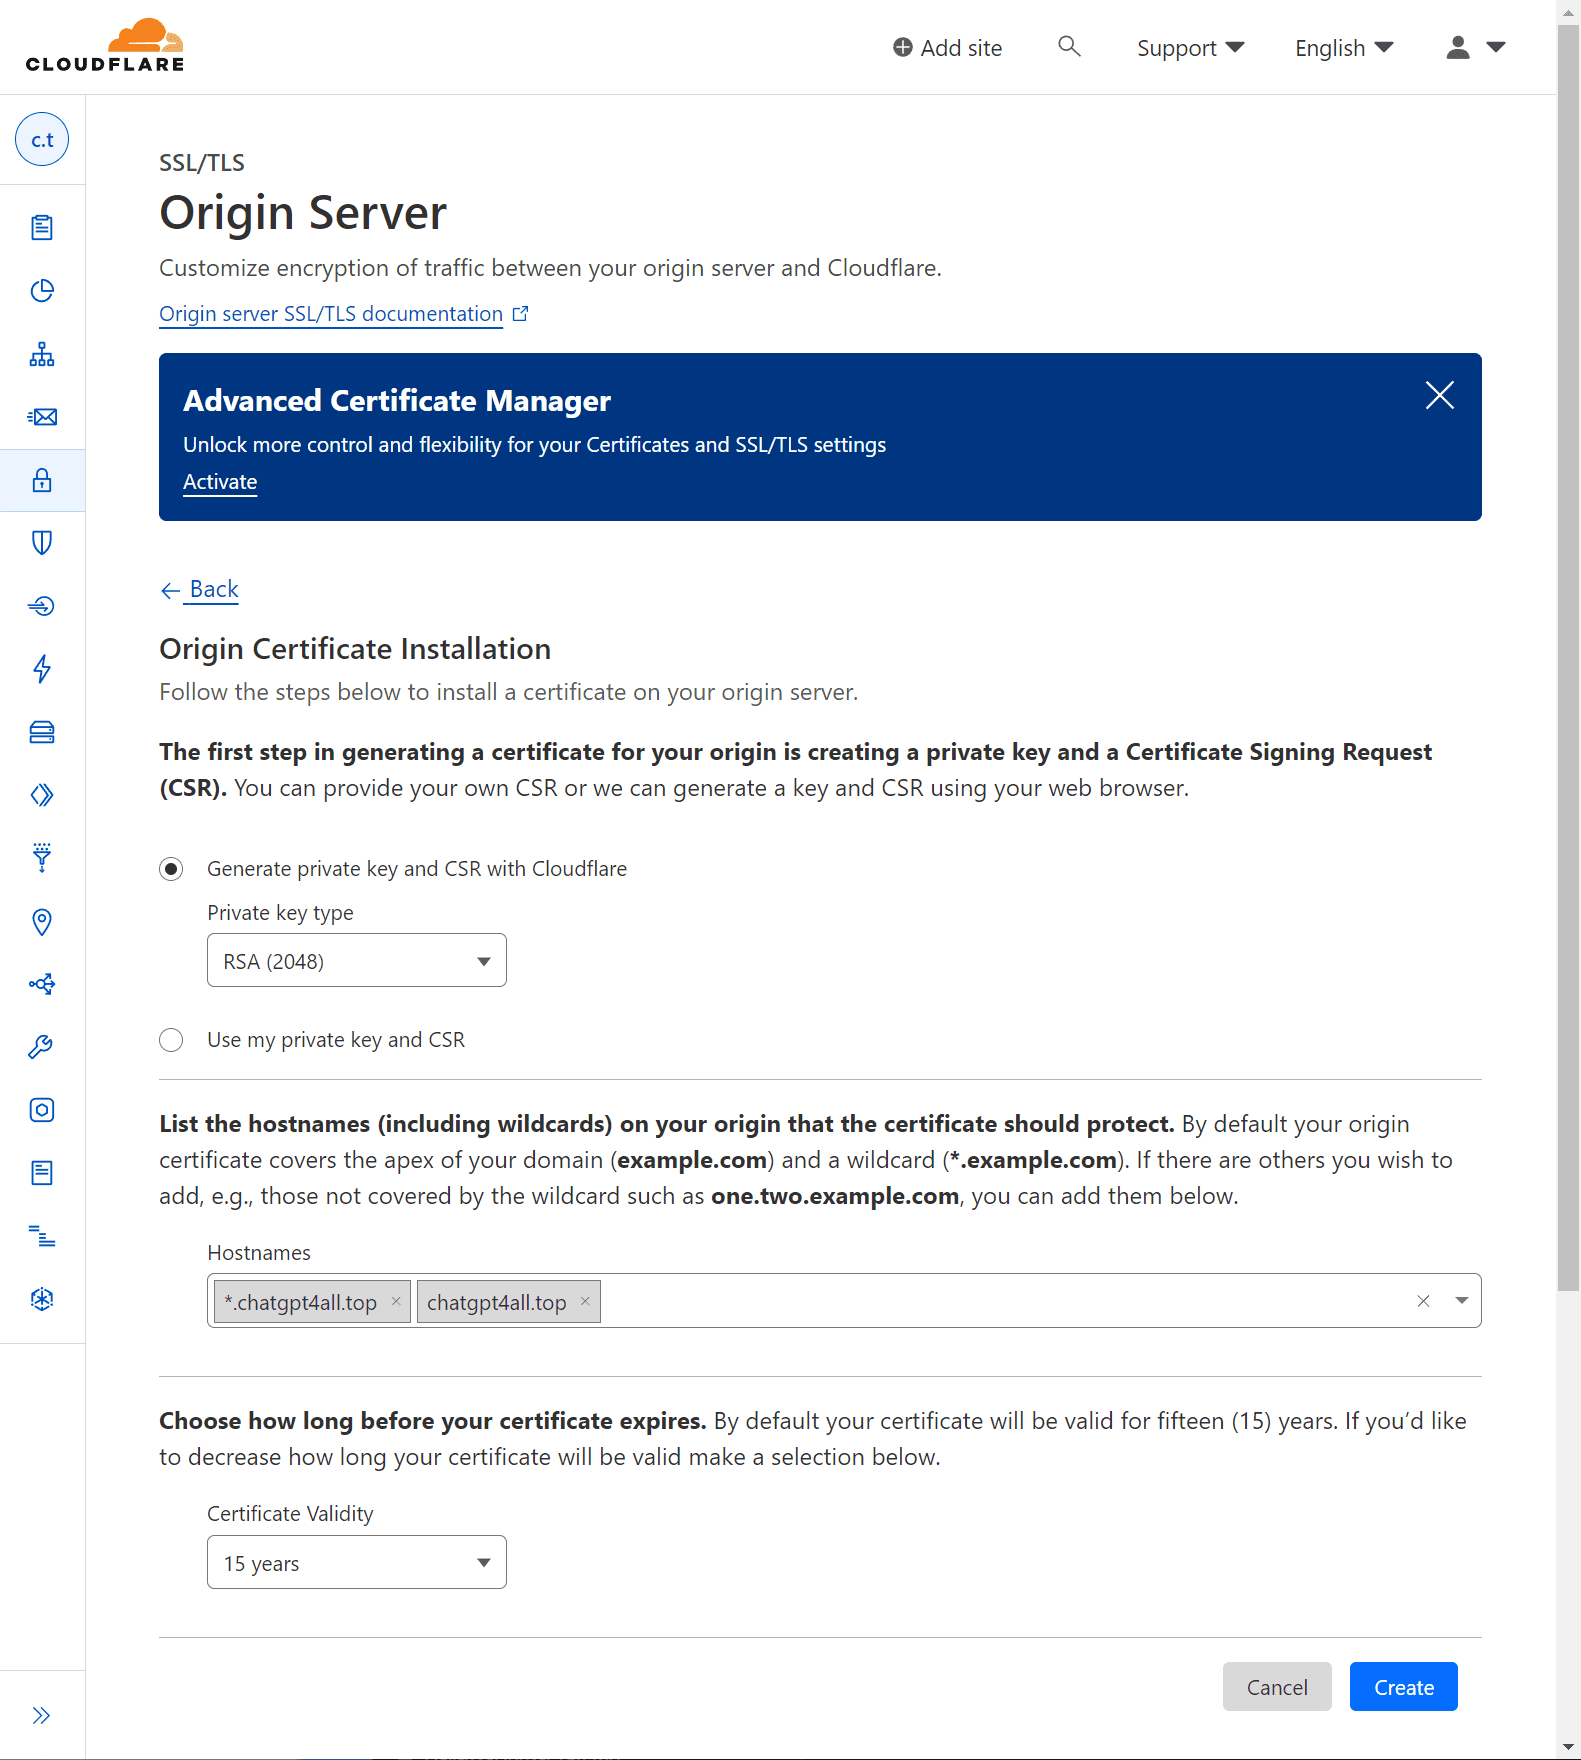 CLOUDFLARE
Add site
Support
English
c.t
SSL/TLS
Origin Server
Customize encryption of traffic between your origin server and Cloudflare.
Origin server SSL/TLS documentation
Advanced Certificate Manager
Unlock more control and flexibility for your Certificates and SSL/TLS settings
Activate
Back
Origin Certificate Installation
Follow the steps below to install a certificate on your origin server.
The first step in generating a certificate for your origin is creating a private key and a Certificate Signing Request
(CSR). You can provide your own CSR or we can generate a key and CSR using your web browser.
Generate private key and CSR with Cloudflare
Private key type
RSA (2048)
Use my private key and CSR
List the hostnames (including wildcards) on your origin that the certificate should protect. By default your origin
certificate covers the apex of your domain (example.com) and a wildcard (*.example.com). If there are others you wish to
add, e.g., those not covered by the wildcard such as one.two.example.com, you can add them below.
Hostnames
*.chatgpt4all.top × chatgpt4all.top ×
Choose how long before your certificate expires. By default your certificate will be valid for fifteen (15) years. If you’d like
to decrease how long your certificate will be valid make a selection below.
Certificate Validity
15 years
Cancel
Create